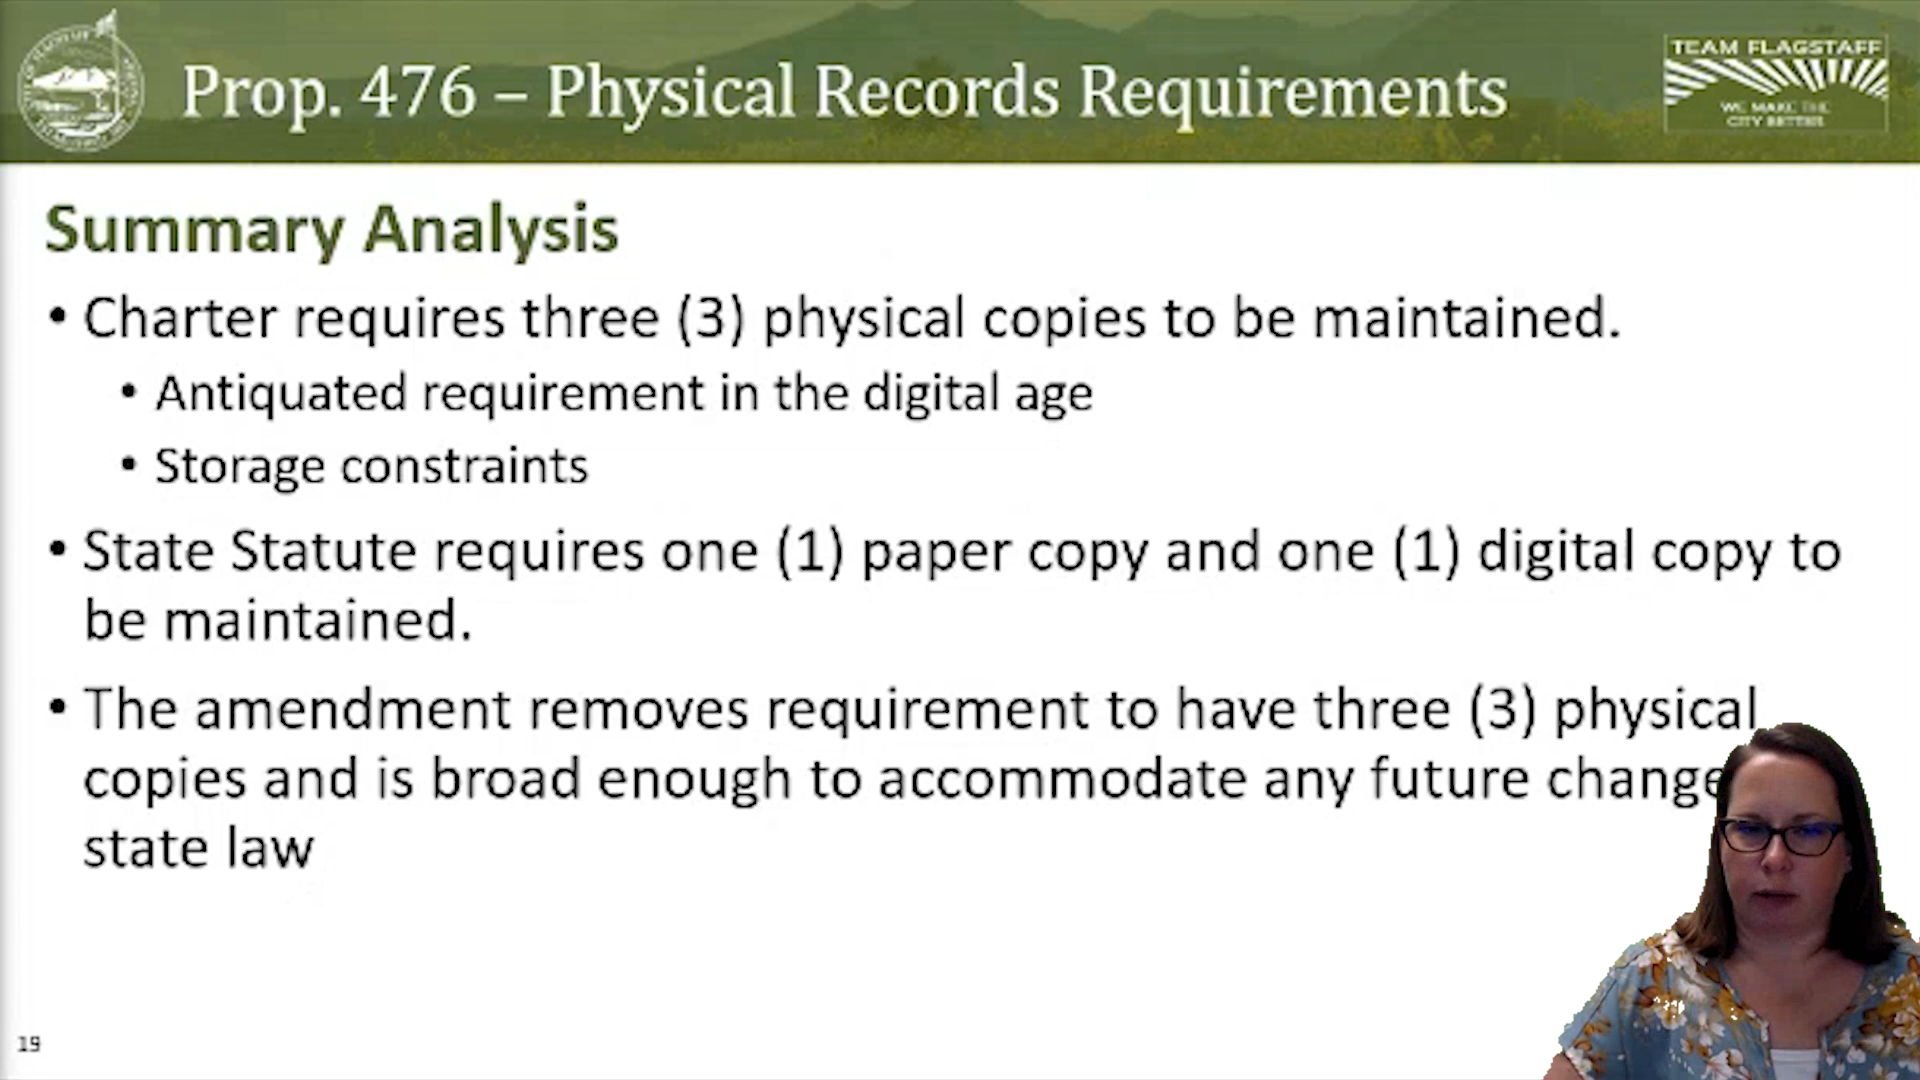 Prop. 476 – Physical Records Requirements
TEAM FLAGSTAFF
WE MAKE THE
CITY BETTER
Summary Analysis
• Charter requires three (3) physical copies to be maintained.
• Antiquated requirement in the digital age
• Storage constraints
• State Statute requires one (1) paper copy and one (1) digital copy to
be maintained.
• The amendment removes requirement to have three (3) physical
copies and is broad enough to accommodate any future change
state law
19